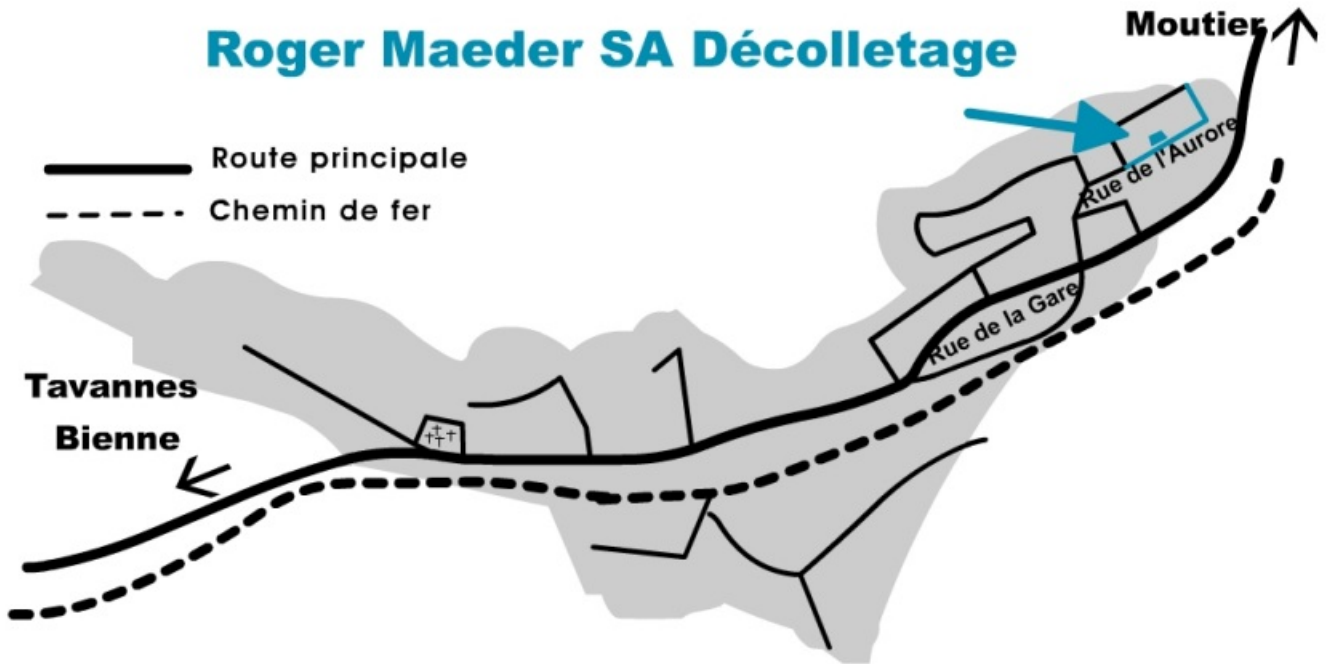 Moutier
Roger Maeder SA Décolletage
Route principale
Chemin de fer
Rue de l'Aurore
Rue de la Gare
Tavannes
Bienne